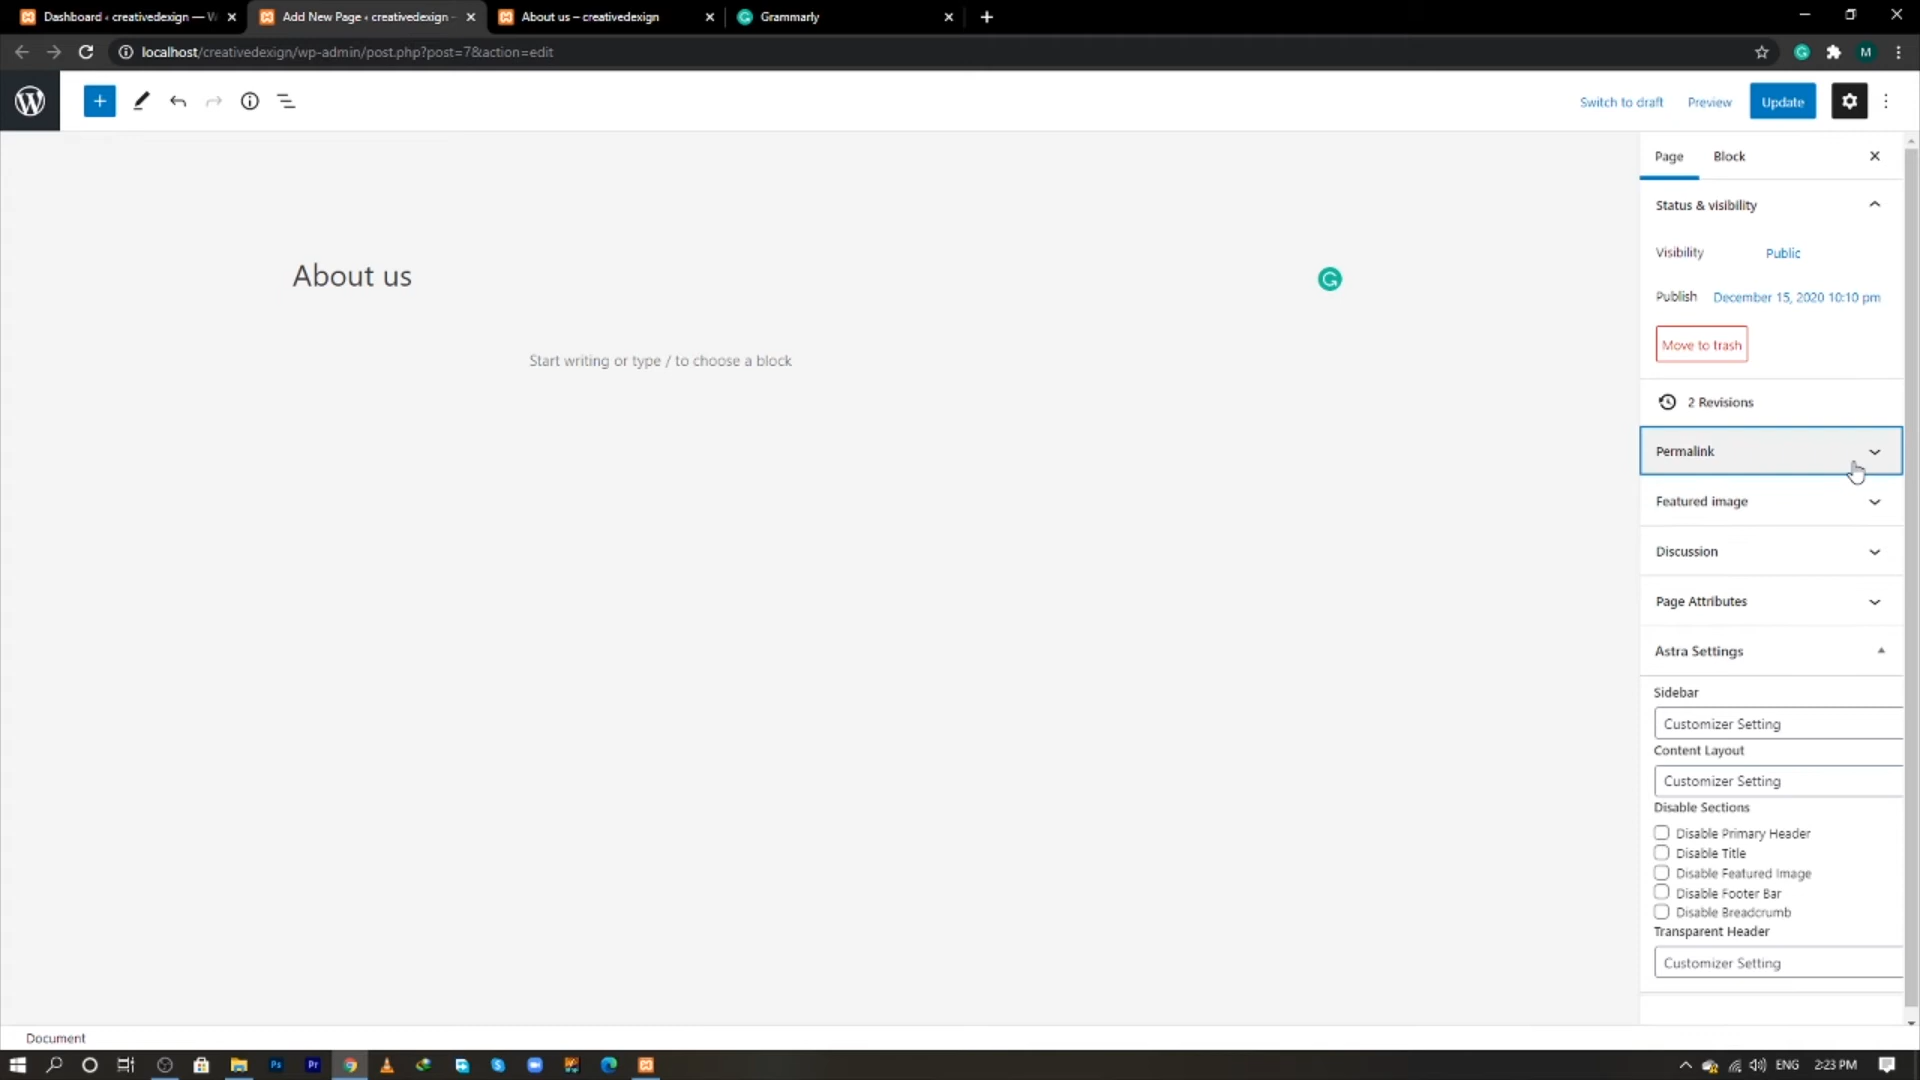 Dashboard ‹ creativedexign — W
Add New Page ‹ creativedexign –
About us – creativedexign
Grammarly
localhost/creativedexign/wp-admin/post.php?post=7&action=edit
M
Switch to draft
Preview
Update
Page
Block
Status & visibility
Visibility
Public
About us
Publish
December 15, 2020 10:10 pm
Move to trash
Start writing or type / to choose a block
2 Revisions
Permalink
Featured image
Discussion
Page Attributes
Astra Settings
Sidebar
Customizer Setting
Content Layout
Customizer Setting
Disable Sections
Disable Primary Header
Disable Title
Disable Featured Image
Disable Footer Bar
Disable Breadcrumb
Transparent Header
Customizer Setting
Document
Ps
Pr
ENG
2:23 PM